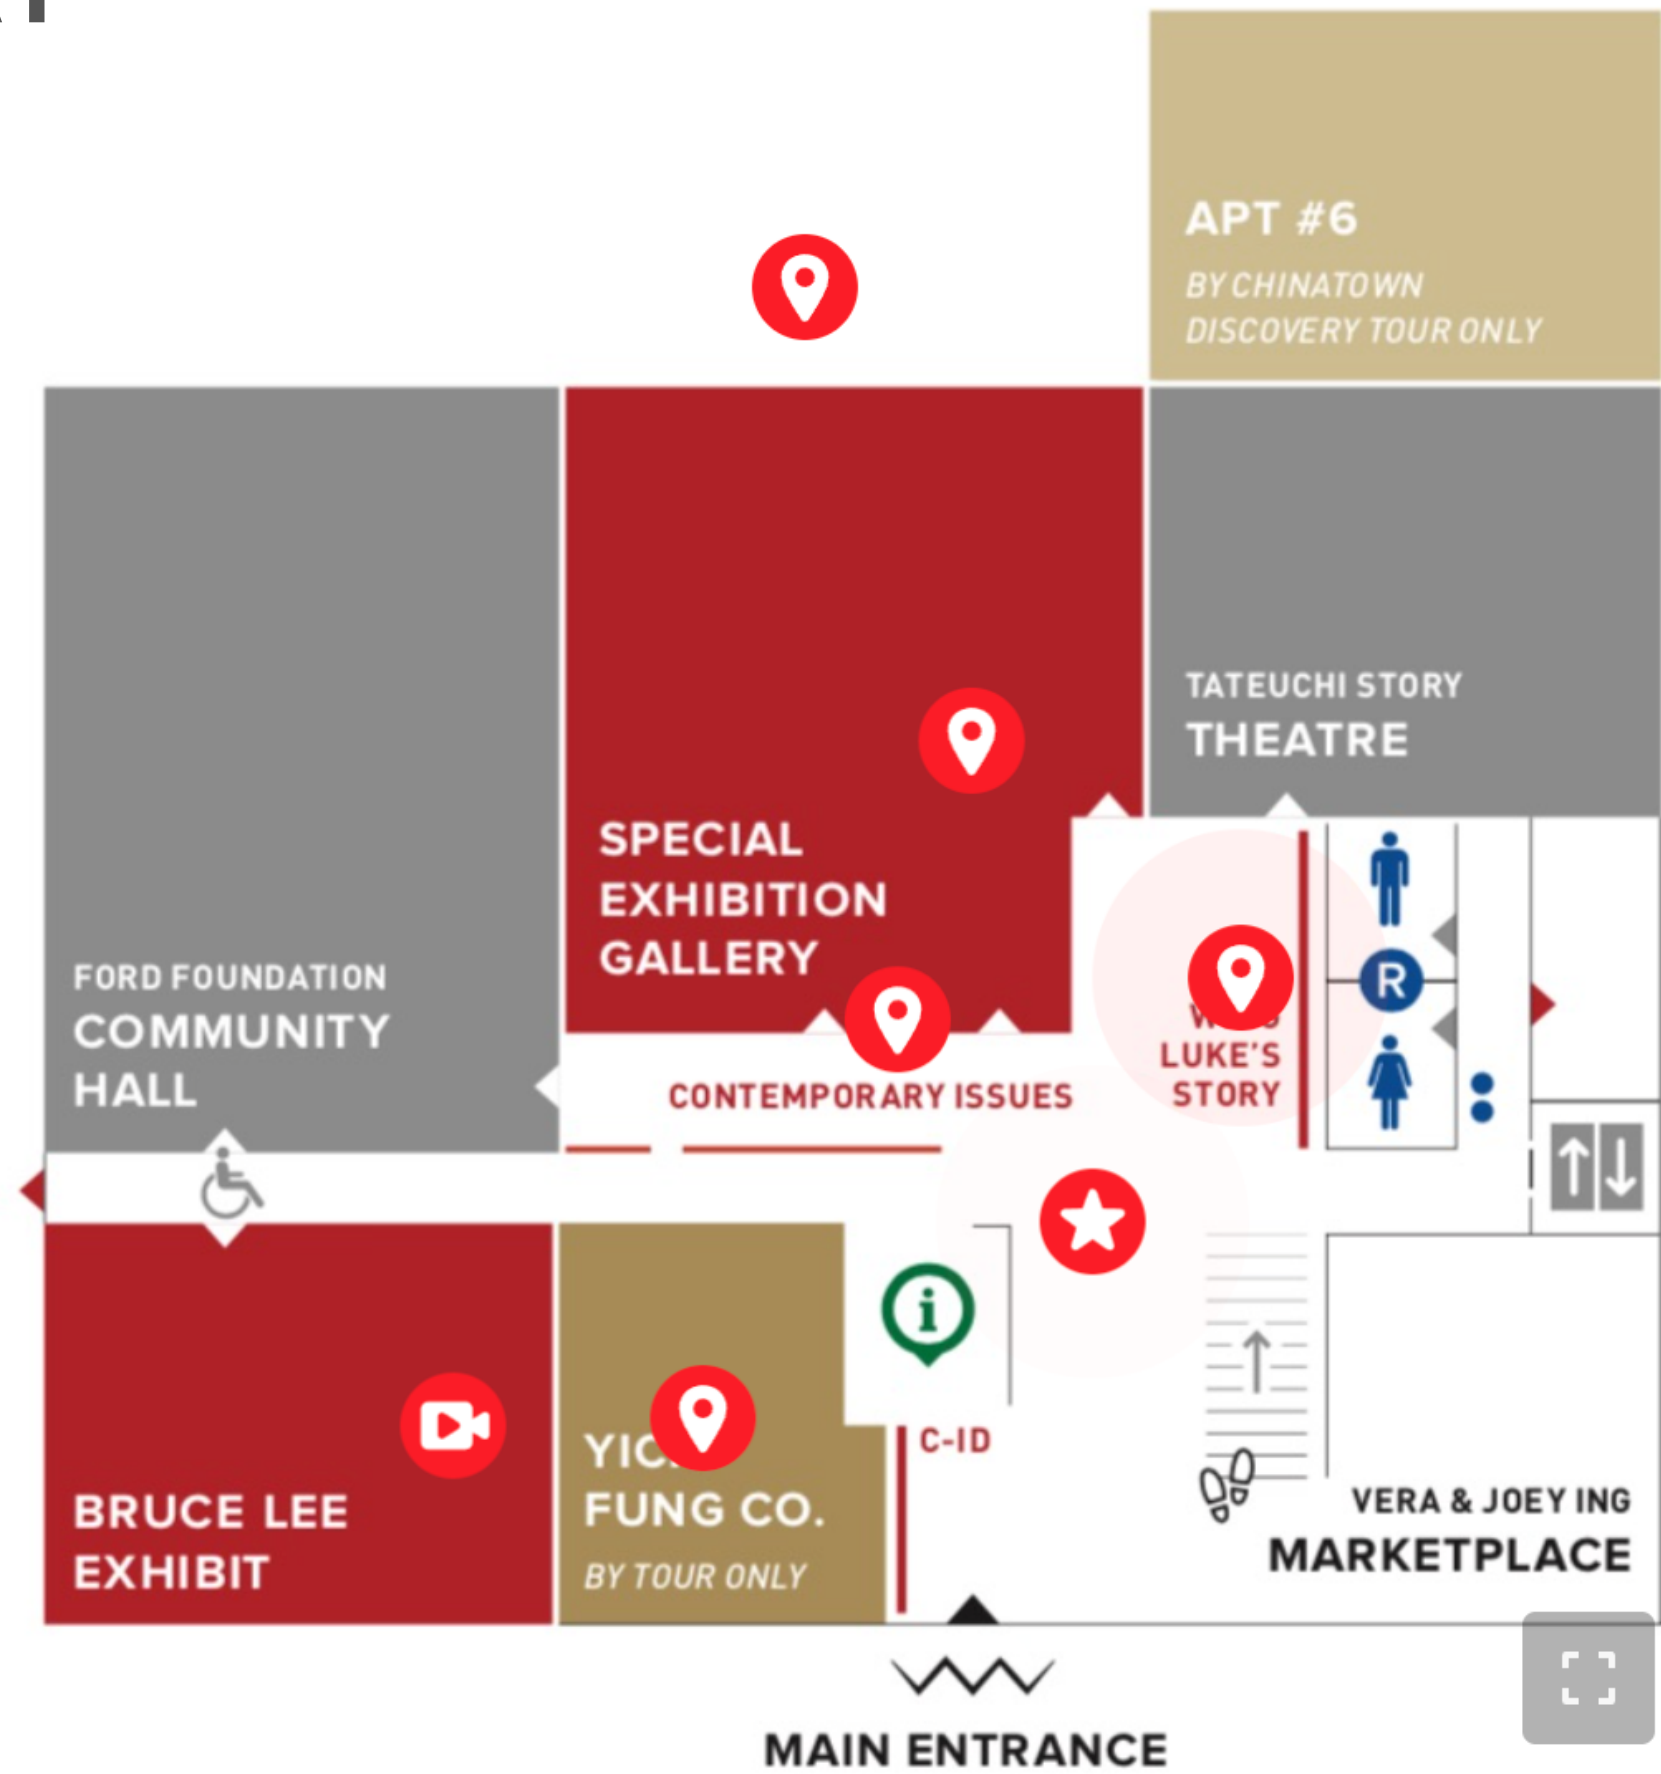 APT #6
BY CHINATOWN
DISCOVERY TOUR ONLY
TATEUCHI STORY
THEATRE
SPECIAL
EXHIBITION
GALLERY
FORD FOUNDATION
COMMUNITY
HALL
CONTEMPORARY ISSUES
LUKE'S
STORY
R
i
C-ID
BRUCE LEE
EXHIBIT
FUNG CO.
BY TOUR ONLY
VERA & JOEY ING
MARKETPLACE
MAIN ENTRANCE